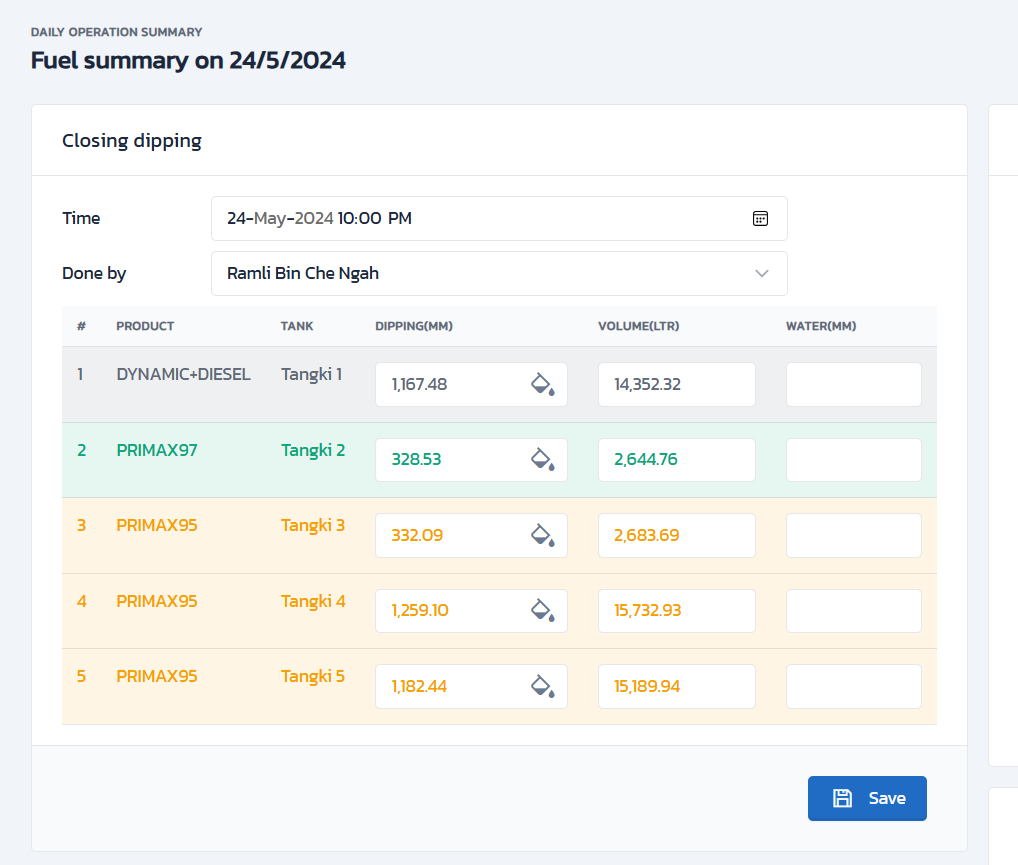 DAILY OPERATION SUMMARY
Fuel summary on 24/5/2024
Closing dipping
Time 24-May-2024 10:00 PM
Done by Ramli Bin Che Ngah
# PRODUCT TANK DIPPING(MM) VOLUME(LTR) WATER(MM)
1 DYNAMIC+DIESEL Tangki 1 1,167.48 14,352.32
2 PRIMAX97 Tangki 2 328.53 2,644.76
3 PRIMAX95 Tangki 3 332.09 2,683.69
4 PRIMAX95 Tangki 4 1,259.10 15,732.93
5 PRIMAX95 Tangki 5 1,182.44 15,189.94
Save